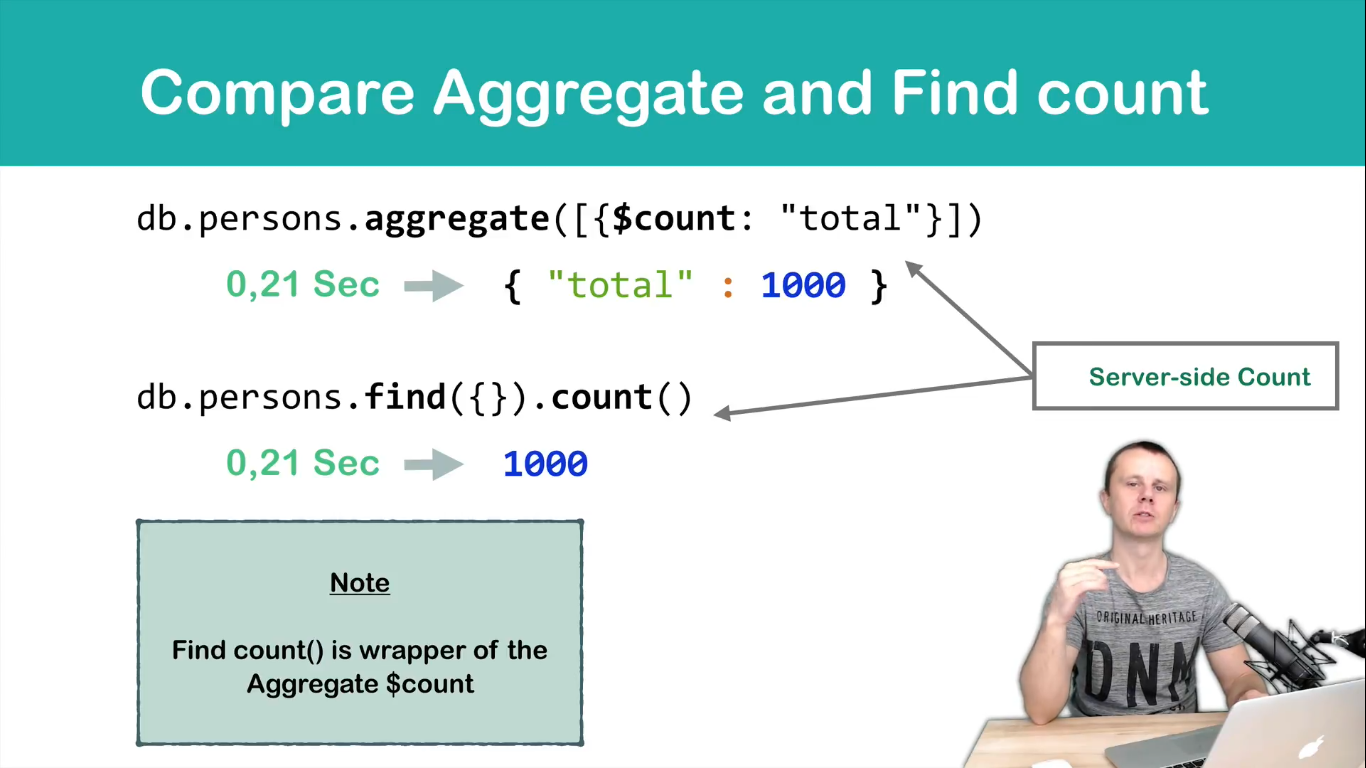 Compare Aggregate and Find count
db.persons.aggregate([{$count: "total"}])
0,21 Sec
{ "total" : 1000 }
Server-side Count
db.persons.find({}).count()
0,21 Sec
1000
Note
Find count() is wrapper of the
Aggregate $count
ORIGINAL HERITAGE
DNM